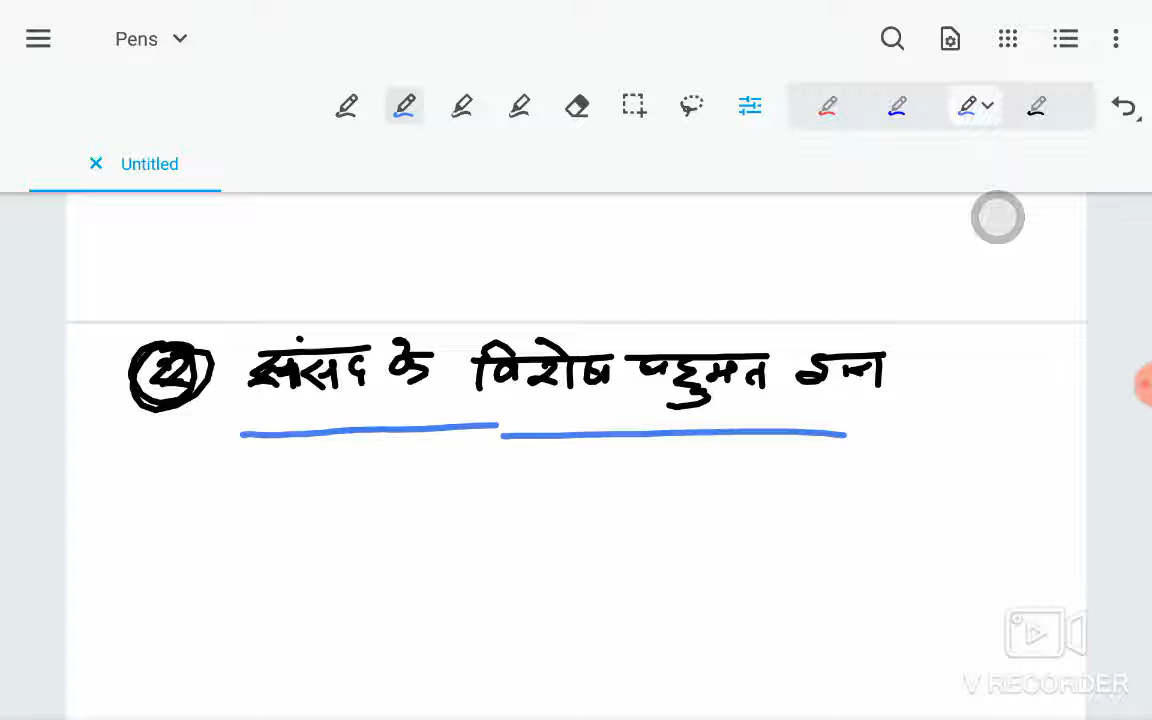 Pens
Untitled
22 संसद के विशेष बहुमत द्वारा
V RECORDER